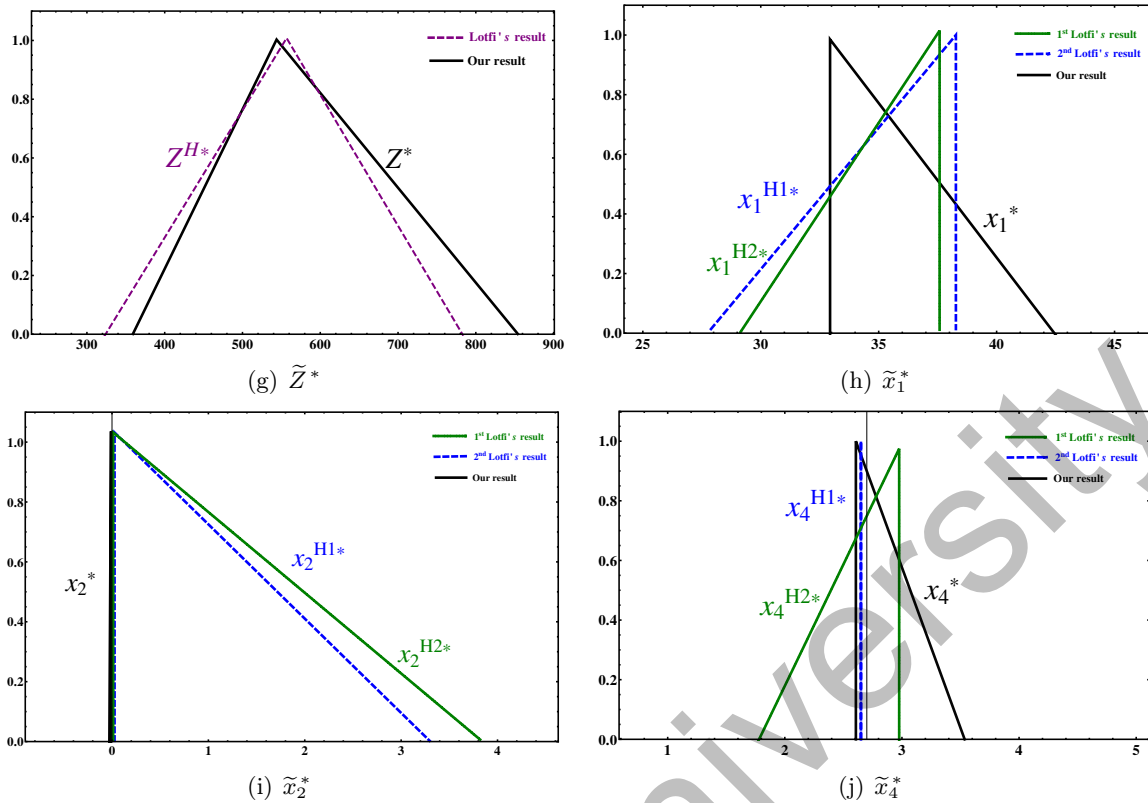 Lotfi's result
Our result
1.0
0.8
0.6
0.4
0.2
0.0
Z^{H*}
Z^{*}
300 400 500 600 700 800 900
(g) \widetilde{Z}^{*}
1st Lotfi's result
2nd Lotfi's result
Our result
1.0
0.8
0.6
0.4
0.2
0.0
x_1^{H1*}
x_1^{*}
x_1^{H2*}
25 30 35 40 45
(h) \widetilde{x}_1^{*}
1st Lotfi's result
2nd Lotfi's result
Our result
1.0
0.8
0.6
0.4
0.2
0.0
x_2^{H1*}
x_2^{*}
x_2^{H2*}
0 1 2 3 4
(i) \widetilde{x}_2^{*}
1st Lotfi's result
2nd Lotfi's result
Our result
1.0
0.8
0.6
0.4
0.2
0.0
x_4^{H1*}
x_4^{H2*}
x_4^{*}
1 2 3 4 5
(j) \widetilde{x}_4^{*}
iversity